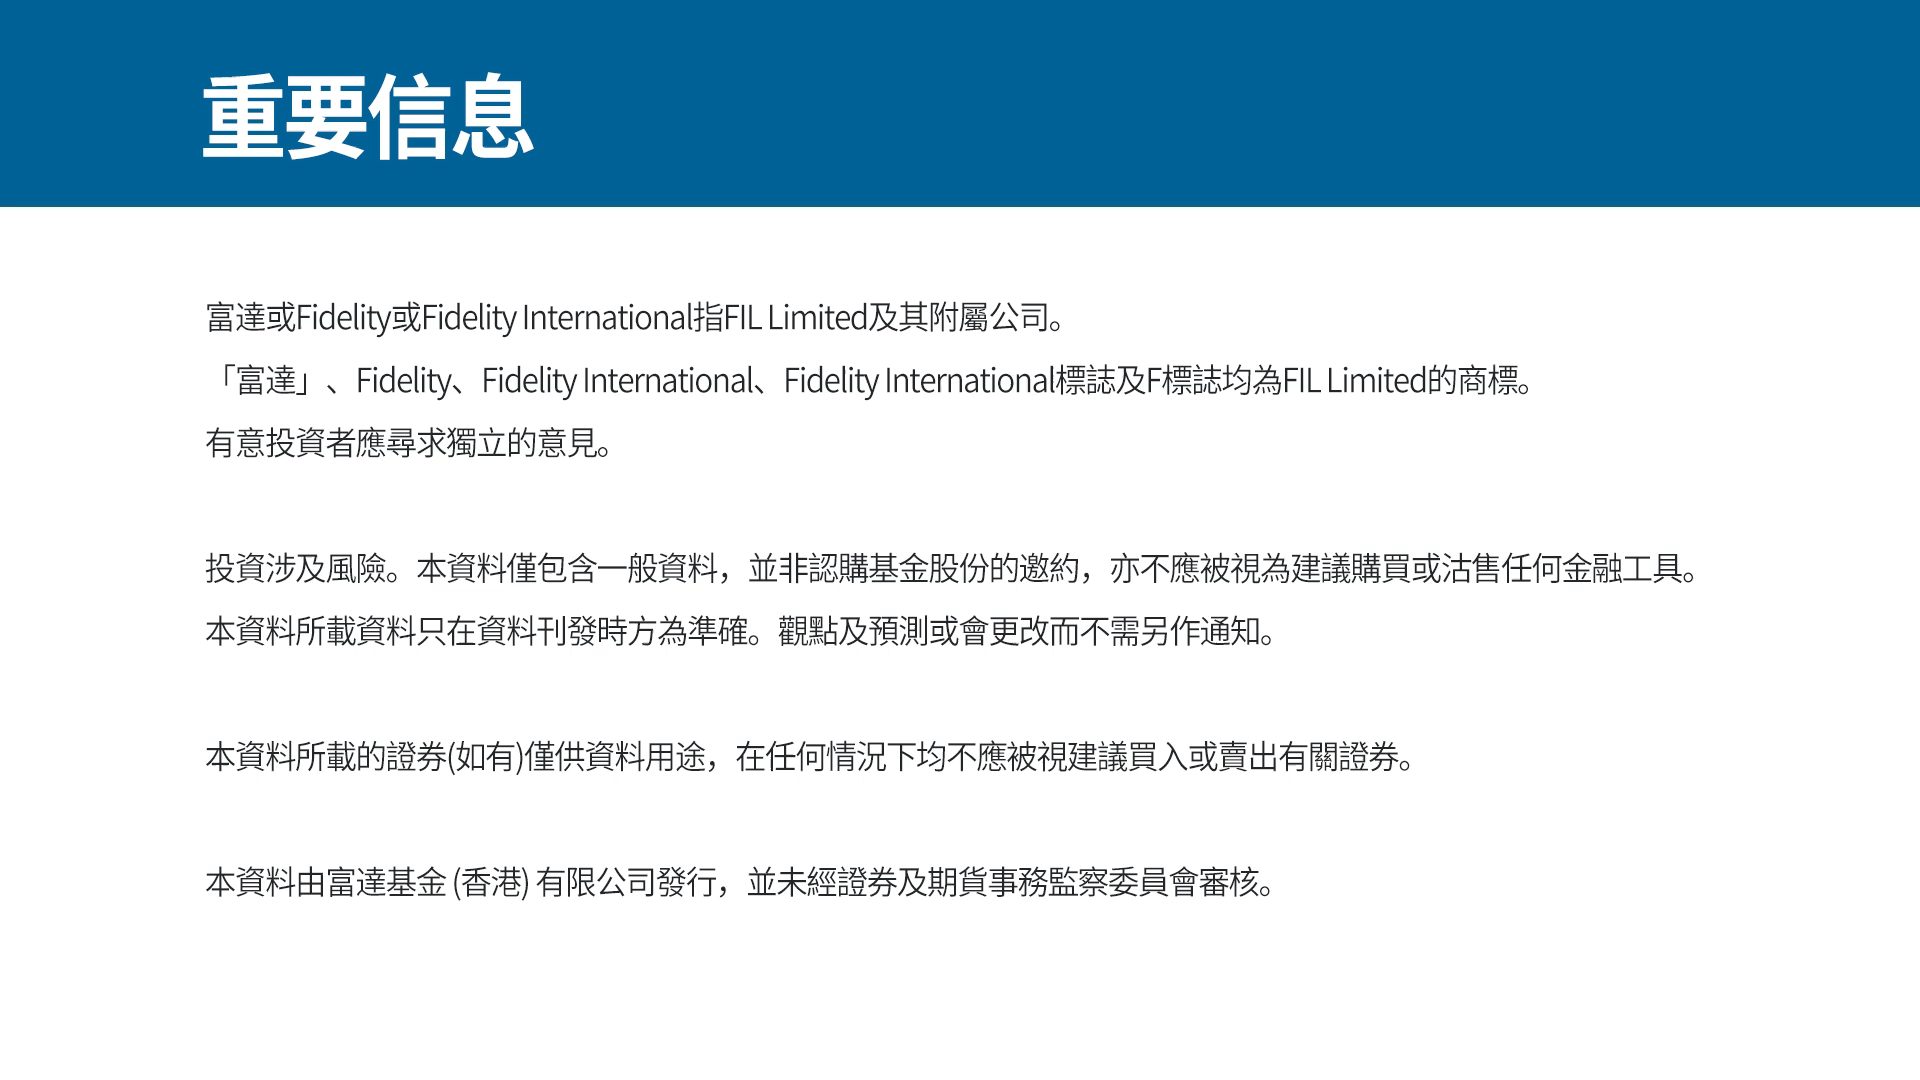 重要信息
富達或Fidelity或Fidelity International指FIL Limited及其附屬公司。
「富達」、Fidelity、Fidelity International、Fidelity International標誌及F標誌均為FIL Limited的商標。
有意投資者應尋求獨立的意見。
投資涉及風險。本資料僅包含一般資料，並非認購基金股份的邀約，亦不應被視為建議購買或沽售任何金融工具。
本資料所載資料只在資料刊發時方為準確。觀點及預測或會更改而不需另作通知。
本資料所載的證券(如有)僅供資料用途，在任何情況下均不應被視建議買入或賣出有關證券。
本資料由富達基金 (香港) 有限公司發行，並未經證券及期貨事務監察委員會審核。